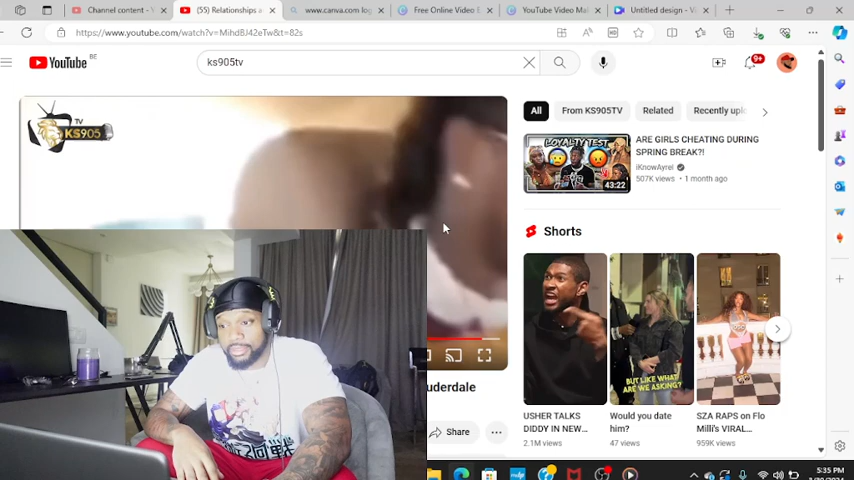 Channel content - Y
(55) Relationships a
www.canva.com log
Free Online Video E
YouTube Video Ma
Untitled design - Vi
https://www.youtube.com/watch?v=MihdBJ42eTw&t=82s
YouTube BE
ks905tv
9+
TV
KS905
All
From KS905TV
Related
Recently uplo
LOYALTY TEST
43:22
ARE GIRLS CHEATING DURING
SPRING BREAK?!
iKnowAyrel
507K views • 1 month ago
Shorts
BUT LIKE WHAT
ARE WE ASKING?
USHER TALKS
DIDDY IN NEW...
2.1M views
Would you date
him?
47 views
SZA RAPS on Flo
Milli's VIRAL...
959K views
uderdale
Share
5:35 PM